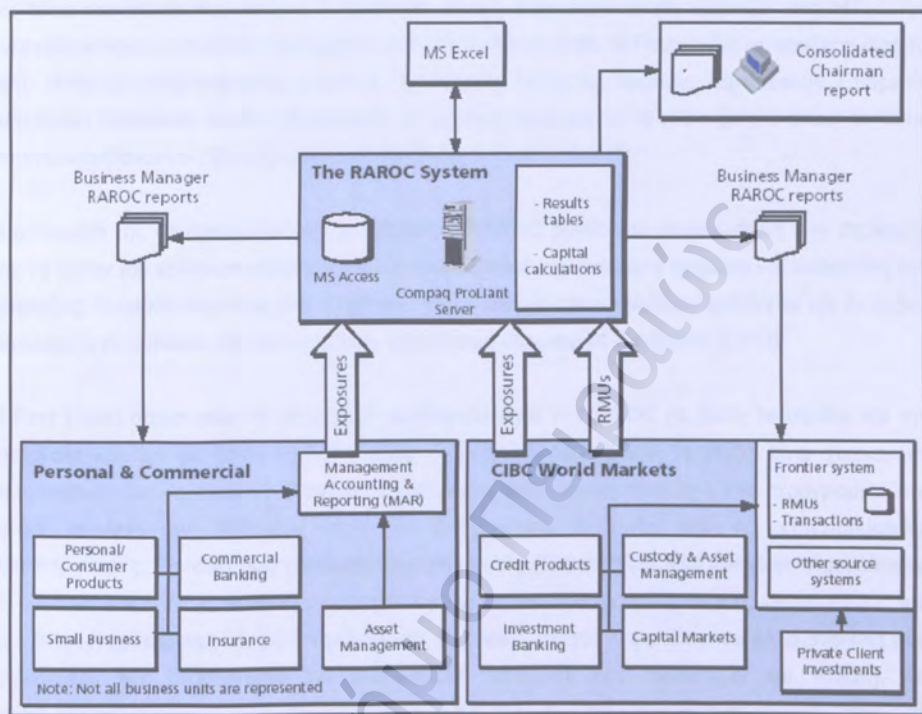 MS Excel
Consolidated
Chairman
report
Business Manager
RAROC reports
The RAROC System
MS Access
Compaq Proliant
Server
- Results
tables
- Capital
calculations
Business Manager
RAROC reports
Exposures
Exposures
RMUs
Personal & Commercial
Management
Accounting &
Reporting (MAR)
Personal/
Consumer
Products
Commercial
Banking
Small Business
Insurance
Asset
Management
Note: Not all business units are represented
CIBC World Markets
Frontier system
- RMUs
- Transactions
Other source
systems
Credit Products
Custody & Asset
Management
Investment
Banking
Capital Markets
Private Client
Investments
Πειραιώς